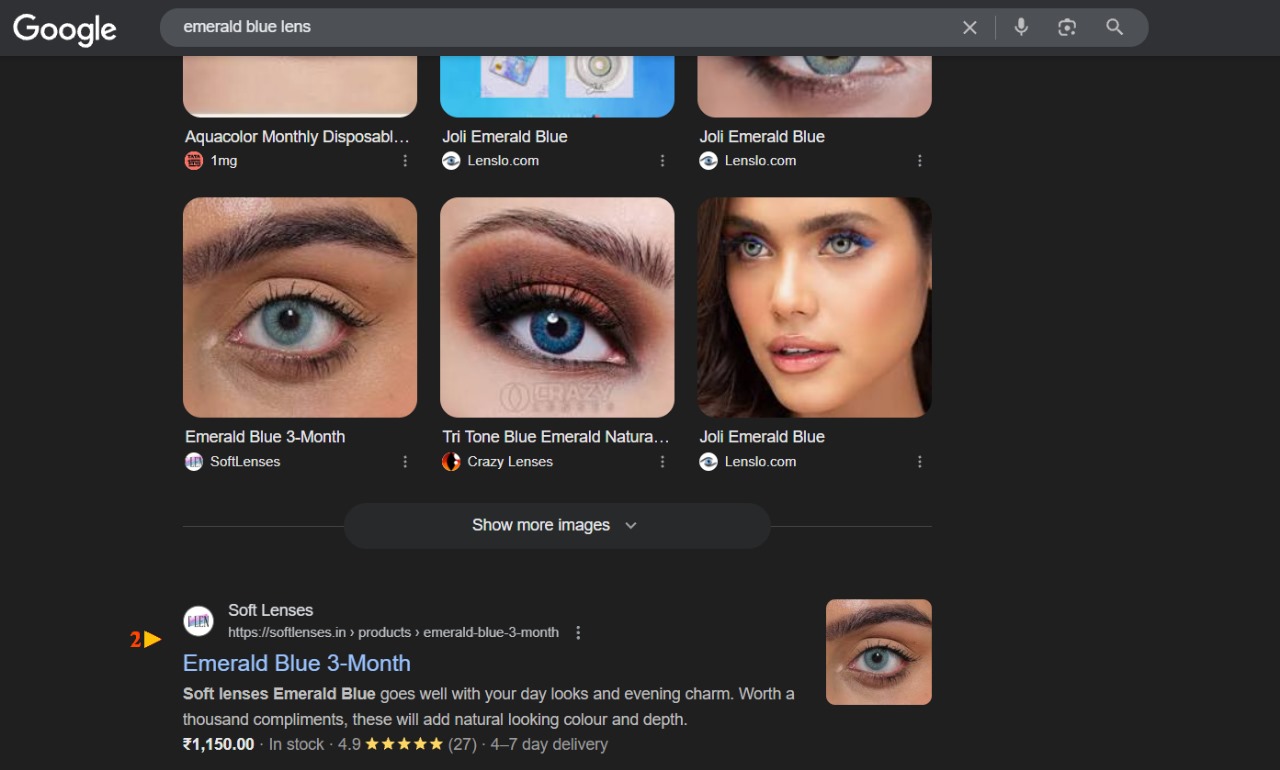 Google
emerald blue lens
Aquacolor Monthly Disposabl...
Joli Emerald Blue
Joli Emerald Blue
1mg
Lenslo.com
Lenslo.com
CRAZY
LENSES
Emerald Blue 3-Month
Tri Tone Blue Emerald Natura...
Joli Emerald Blue
SoftLenses
Crazy Lenses
Lenslo.com
Show more images
Soft Lenses
https://softlenses.in › products › emerald-blue-3-month
2
Emerald Blue 3-Month
Soft lenses Emerald Blue goes well with your day looks and evening charm. Worth a
thousand compliments, these will add natural looking colour and depth.
₹1,150.00 · In stock · 4.9 ★★★★★ (27) · 4–7 day delivery